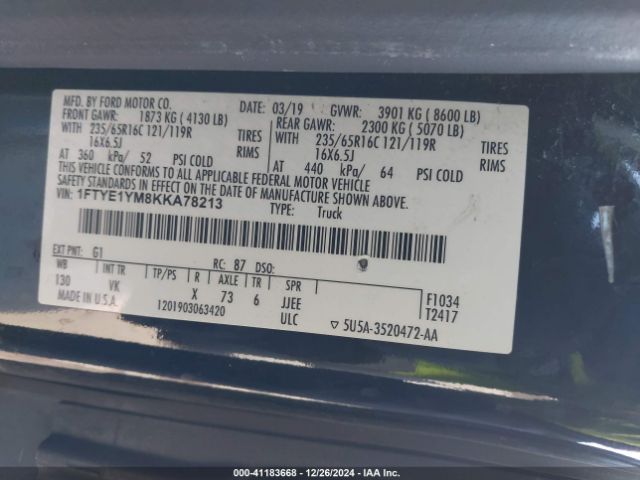 MFD. BY FORD MOTOR CO.
DATE: 03/19 GVWR: 3901 KG ( 8600 LB)
FRONT GAWR: 1873 KG ( 4130 LB) REAR GAWR: 2300 KG ( 5070 LB)
WITH 235/65R16C 121/119R TIRES WITH 235/65R16C 121/119R TIRES
16X6.5J RIMS 16X6.5J RIMS
AT 360 kPa/ 52 PSI COLD AT 440 kPa/ 64 PSI COLD
THIS VEHICLE CONFORMS TO ALL APPLICABLE FEDERAL MOTOR VEHICLE
SAFETY STANDARDS IN EFFECT ON THE DATE OF MANUFACTURE SHOWN ABOVE.
VIN: 1FTYE1YM8KKA78213 TYPE: Truck
EXT PNT: G1 RC: 87 DSO:
WB INT TR TP/PS R AXLE TR SPR
130 VK X 73 6 JJEE F1034
MADE IN U.S.A. 1201903063420 ULC T2417
▽ 5U5A-3520472-AA
000-41183668 - 12/26/2024 - IAA Inc.